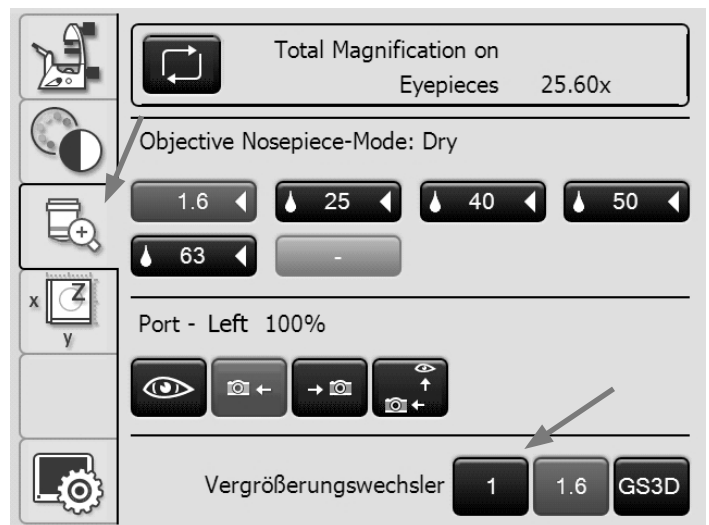 Total Magnification on
Eyepieces 25.60x
Objective Nosepiece-Mode: Dry
1.6 25 40 50
63 -
x Z
y
Port - Left 100%
Vergrößerungswechsler 1 1.6 GS3D